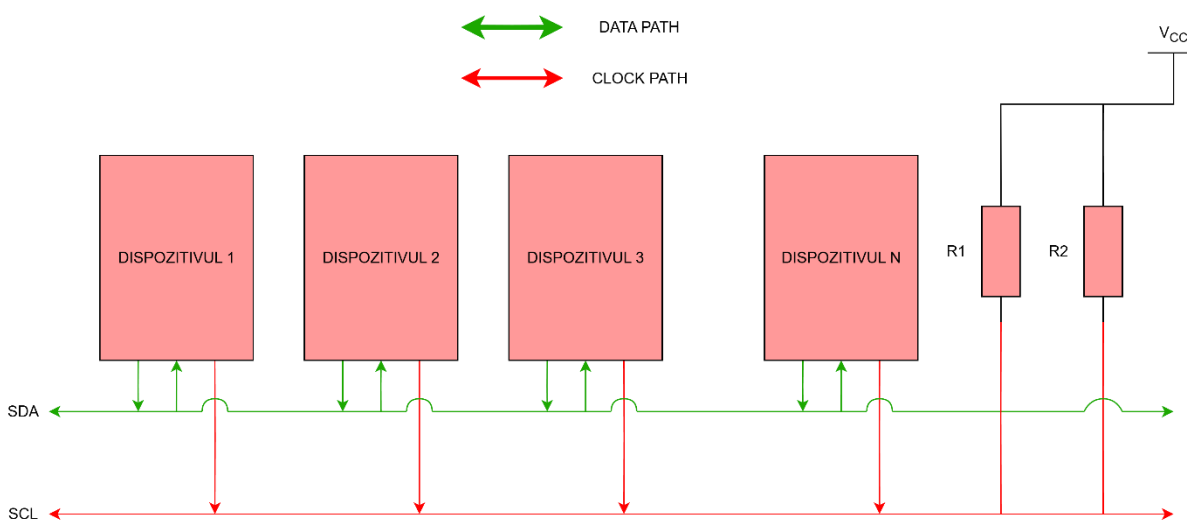 DATA PATH
CLOCK PATH
VCC
DISPOZITIVUL 1
DISPOZITIVUL 2
DISPOZITIVUL 3
DISPOZITIVUL N
R1
R2
SDA
SCL